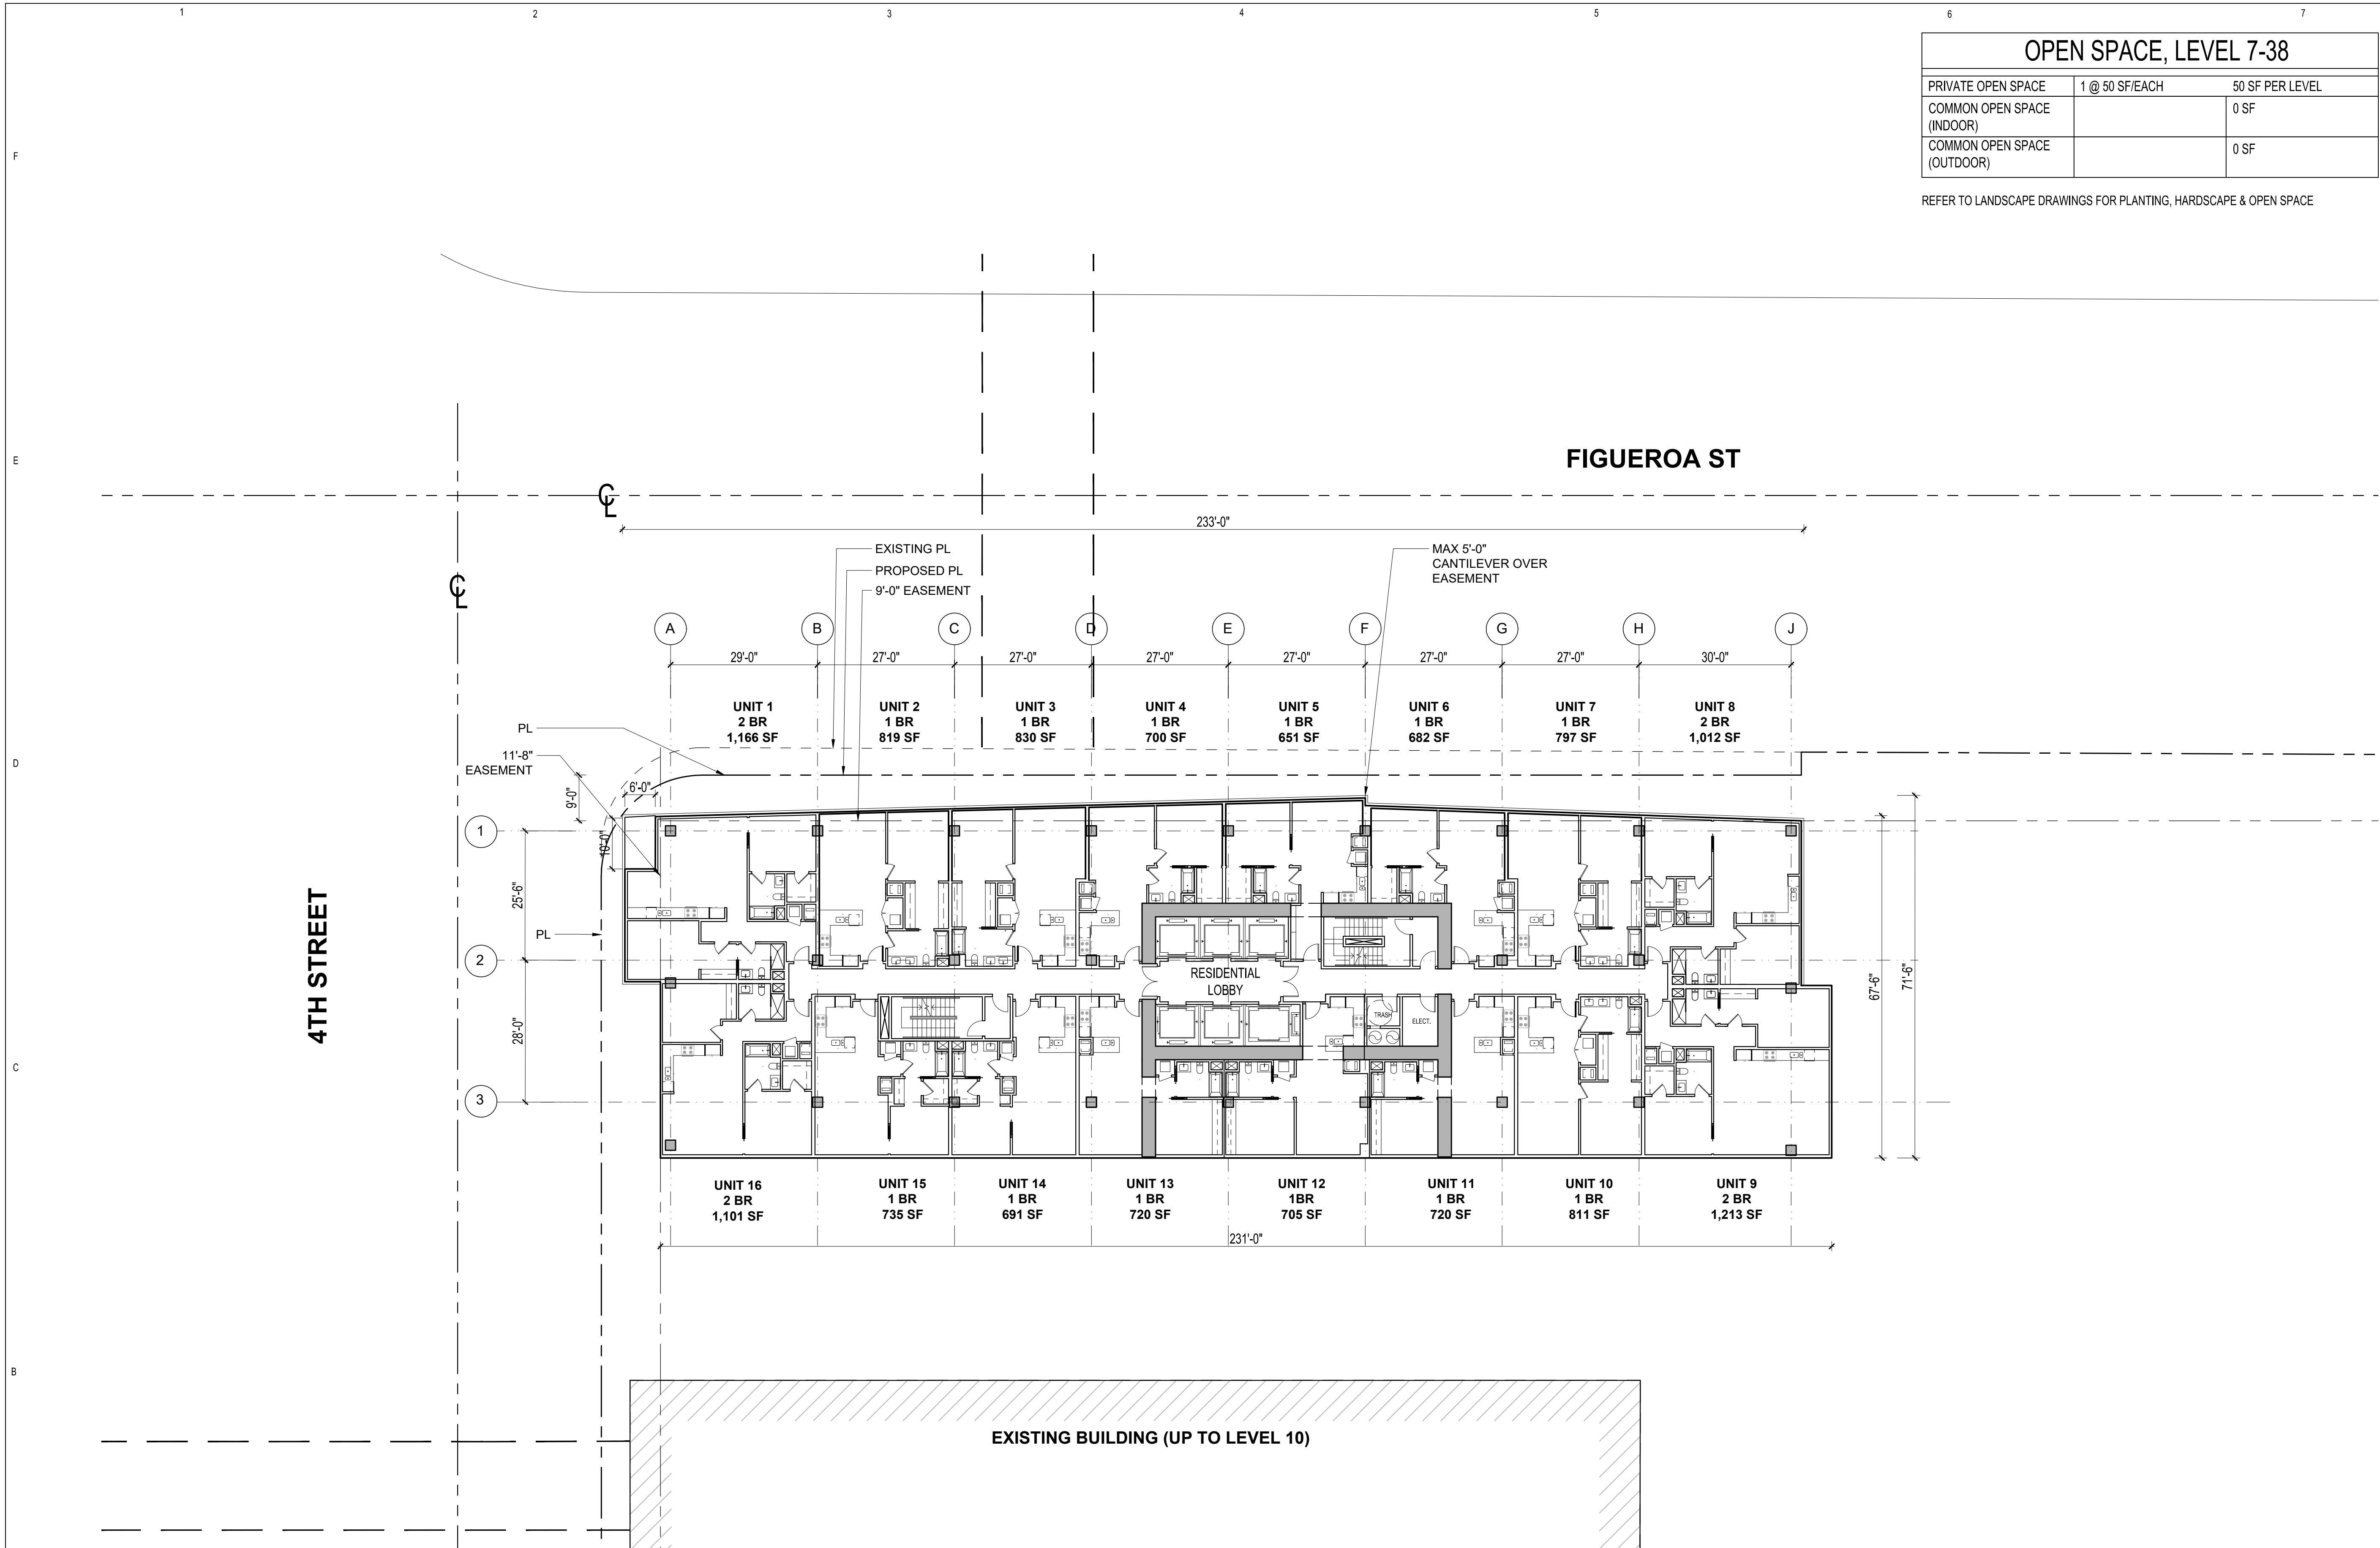 1 2 3 4 5 6 7
OPEN SPACE, LEVEL 7-38
PRIVATE OPEN SPACE 1 @ 50 SF/EACH 50 SF PER LEVEL
COMMON OPEN SPACE 0 SF
(INDOOR)
COMMON OPEN SPACE 0 SF
(OUTDOOR)
REFER TO LANDSCAPE DRAWINGS FOR PLANTING, HARDSCAPE & OPEN SPACE
F
E
D
C
B
FIGUEROA ST
CL
233'-0"
CL
EXISTING PL
PROPOSED PL
9'-0" EASEMENT
MAX 5'-0"
CANTILEVER OVER
EASEMENT
A B C D E F G H J
29'-0" 27'-0" 27'-0" 27'-0" 27'-0" 27'-0" 27'-0" 30'-0"
UNIT 1
2 BR
1,166 SF
UNIT 2
1 BR
819 SF
UNIT 3
1 BR
830 SF
UNIT 4
1 BR
700 SF
UNIT 5
1 BR
651 SF
UNIT 6
1 BR
682 SF
UNIT 7
1 BR
797 SF
UNIT 8
2 BR
1,012 SF
PL
11'-8"
EASEMENT
6'-0"
9'-0"
10'-0"
1
25'-6"
PL
2
28'-0"
3
4TH STREET
RESIDENTIAL
LOBBY
TRASH
ELECT.
67'-6"
71'-6"
UNIT 16
2 BR
1,101 SF
UNIT 15
1 BR
735 SF
UNIT 14
1 BR
691 SF
UNIT 13
1 BR
720 SF
UNIT 12
1BR
705 SF
UNIT 11
1 BR
720 SF
UNIT 10
1 BR
811 SF
UNIT 9
2 BR
1,213 SF
231'-0"
EXISTING BUILDING (UP TO LEVEL 10)